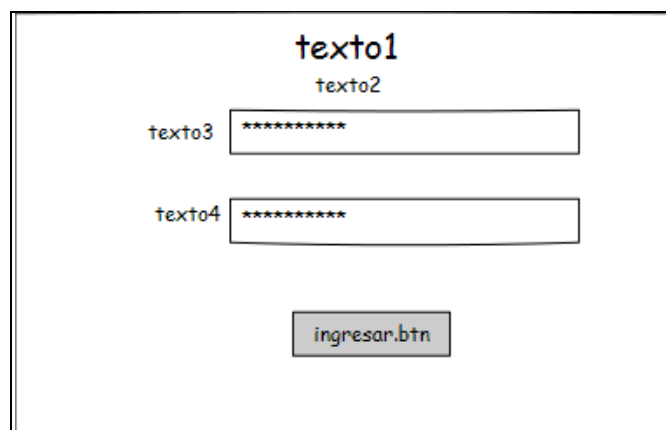 texto1
texto2
texto3 **********
texto4 **********
ingresar.btn